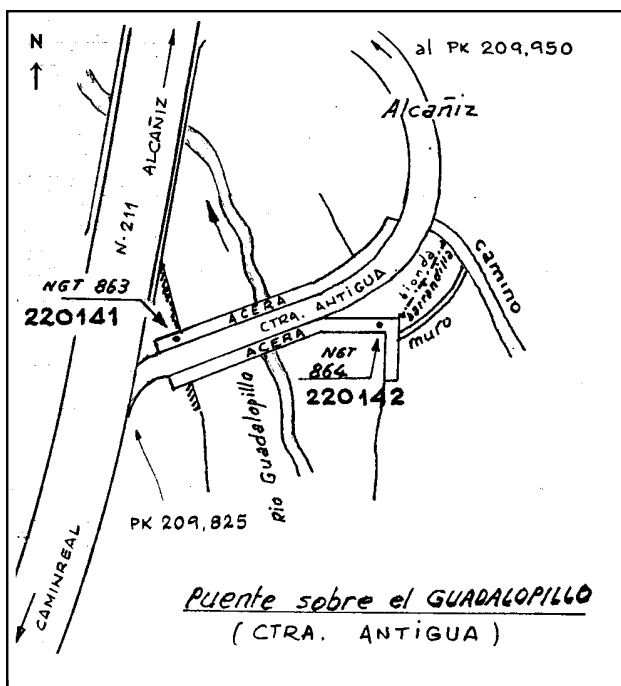 N
al PK 209,950
Alcañiz
ALCAÑIZ
N-211
NGT 863
220141
ACERA
CTRA. ANTIGUA
ACERA
bionda
barandilla
camino
muro
NGT
864
220142
Rio Guadalopillo
PK 209,825
CAMINREAL
Puente sobre el GUADALOPILLO
( CTRA. ANTIGUA )